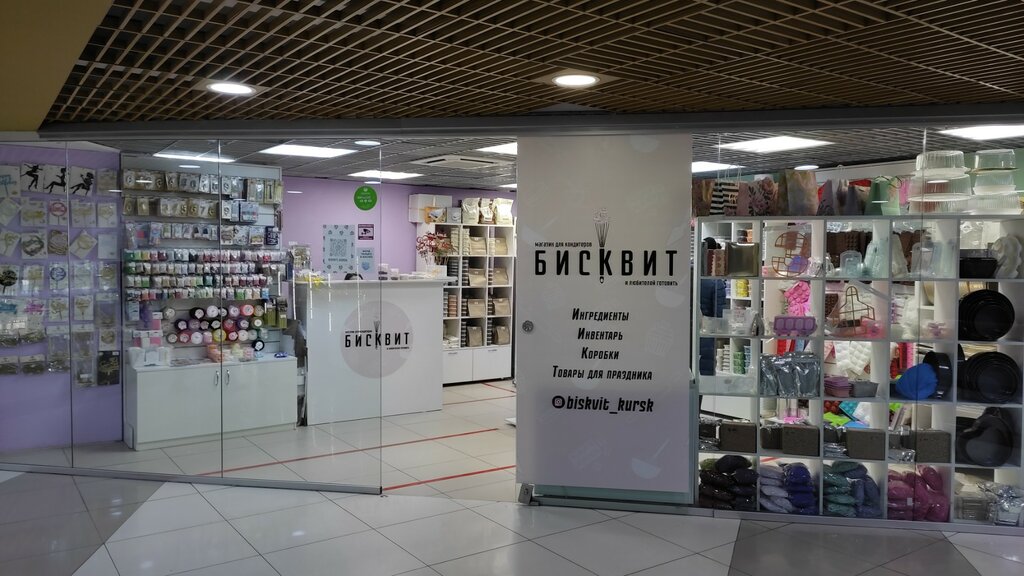 магазин для кондитеров
БИСКВИТ
и любителей готовить
Ингредиенты
Инвентарь
Коробки
Товары для праздника
@biskvit_kursk
БИСКВИТ